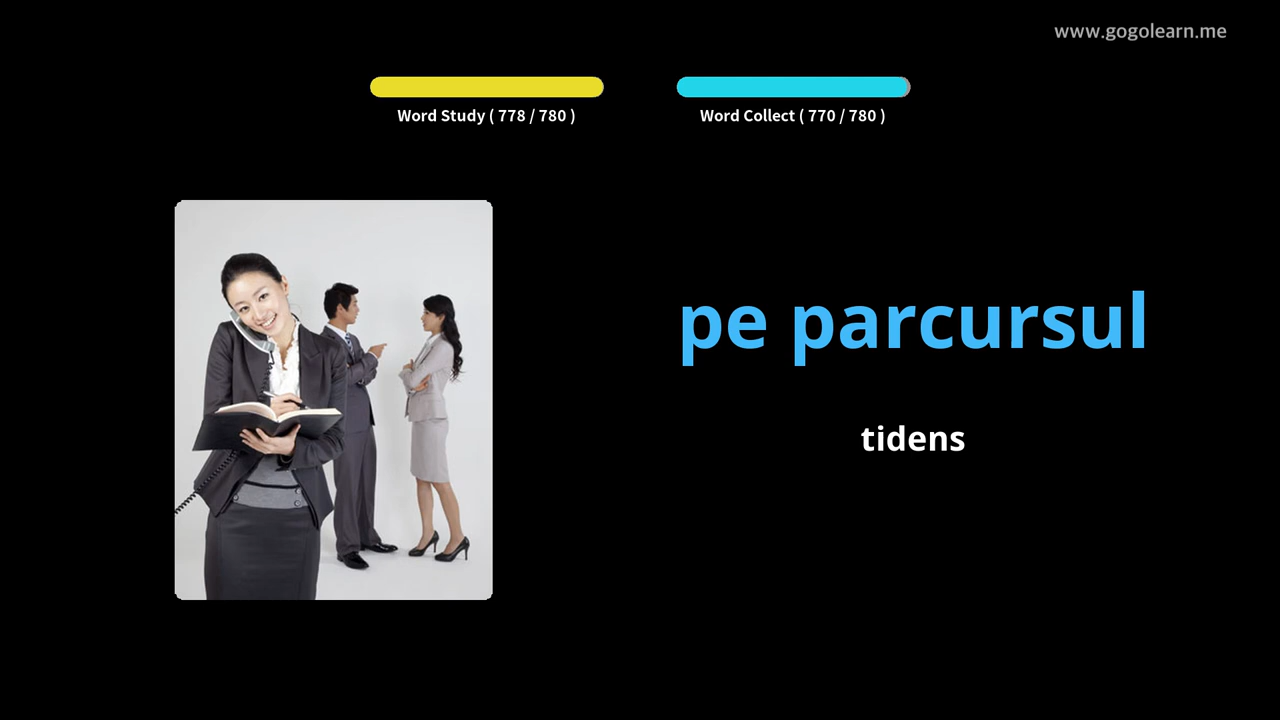 www.gogolearn.me
Word Study ( 778 / 780 )
Word Collect ( 770 / 780 )
pe parcursul
tidens